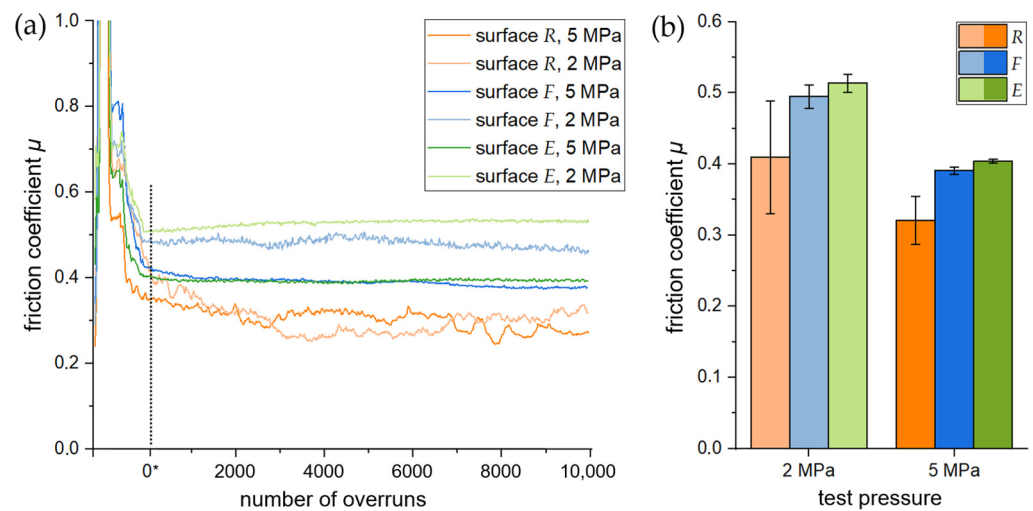 (a)
1.0
0.8
0.6
0.4
0.2
0.0
friction coefficient μ
0*
2000
4000
6000
8000
10,000
number of overruns
surface R, 5 MPa
surface R, 2 MPa
surface F, 5 MPa
surface F, 2 MPa
surface E, 5 MPa
surface E, 2 MPa
(b)
0.6
0.5
0.4
0.3
0.2
0.1
0.0
friction coefficient μ
R
F
E
2 MPa
5 MPa
test pressure